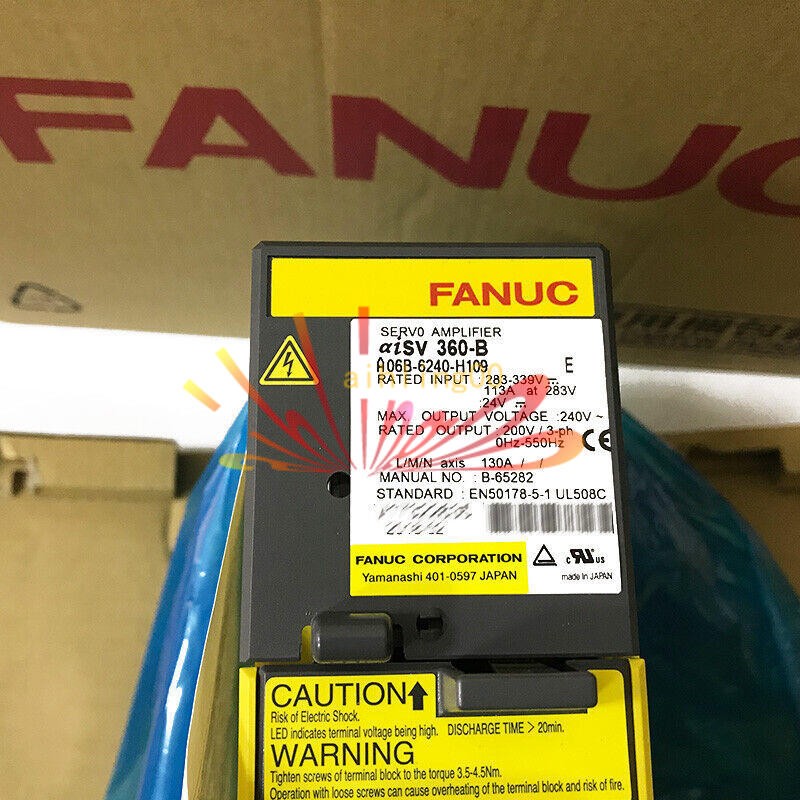 FANUC
FANUC
SERVO AMPLIFIER
αiSV 360-B
A06B-6240-H109 E
RATED INPUT : 283-339V
113A at 283V
:24V
MAX. OUTPUT VOLTAGE :240V ~
RATED OUTPUT : 200V / 3-ph
0Hz-550Hz
CE
L/M/N axis 130A / /
MANUAL NO. : B-65282
STANDARD : EN50178-5-1 UL508C
FANUC CORPORATION
Yamanashi 401-0597 JAPAN
c UR us
made in JAPAN
CAUTION
Risk of Electric Shock.
LED indicates terminal voltage being high. DISCHARGE TIME > 20min.
WARNING
Tighten screws of terminal block to the torque 3.5-4.5Nm.
Operation with loose screws can cause overheating of the terminal block and risk of fire.